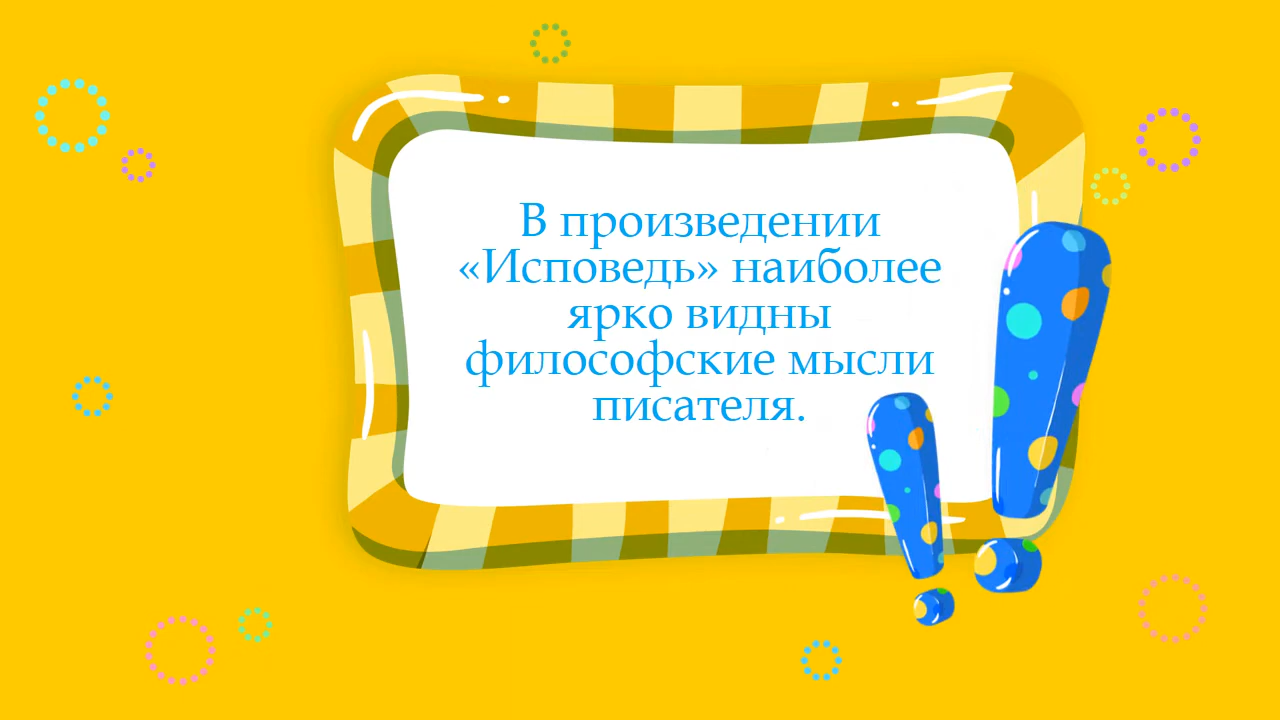 В произведении
«Исповедь» наиболее
ярко видны
философские мысли
писателя.